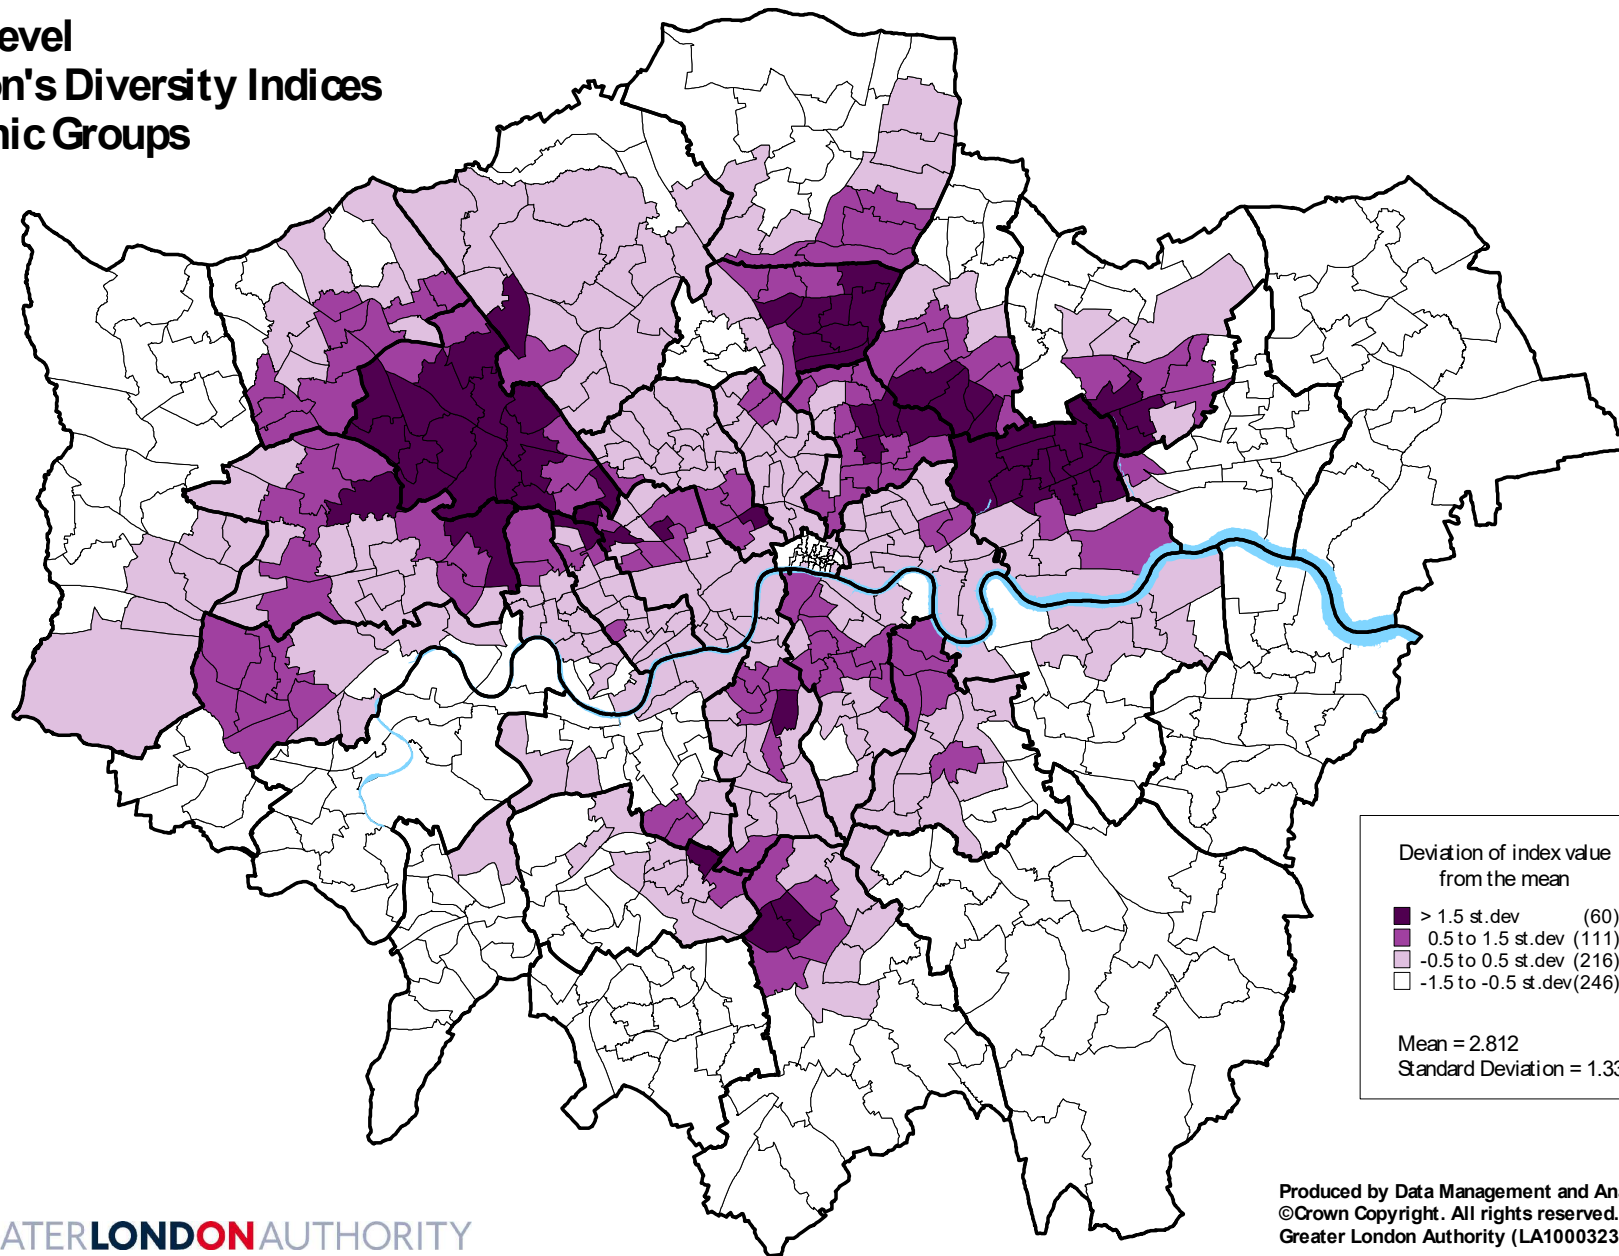 evel
on's Diversity Indices
nic Groups
Deviation of index value
from the mean
> 1.5 st.dev (60)
0.5 to 1.5 st.dev (111)
-0.5 to 0.5 st.dev (216)
-1.5 to -0.5 st.dev(246)
Mean = 2.812
Standard Deviation = 1.33
Produced by Data Management and An
©Crown Copyright. All rights reserved.
Greater London Authority (LA1000323
ATERLONDONAUTHORITY